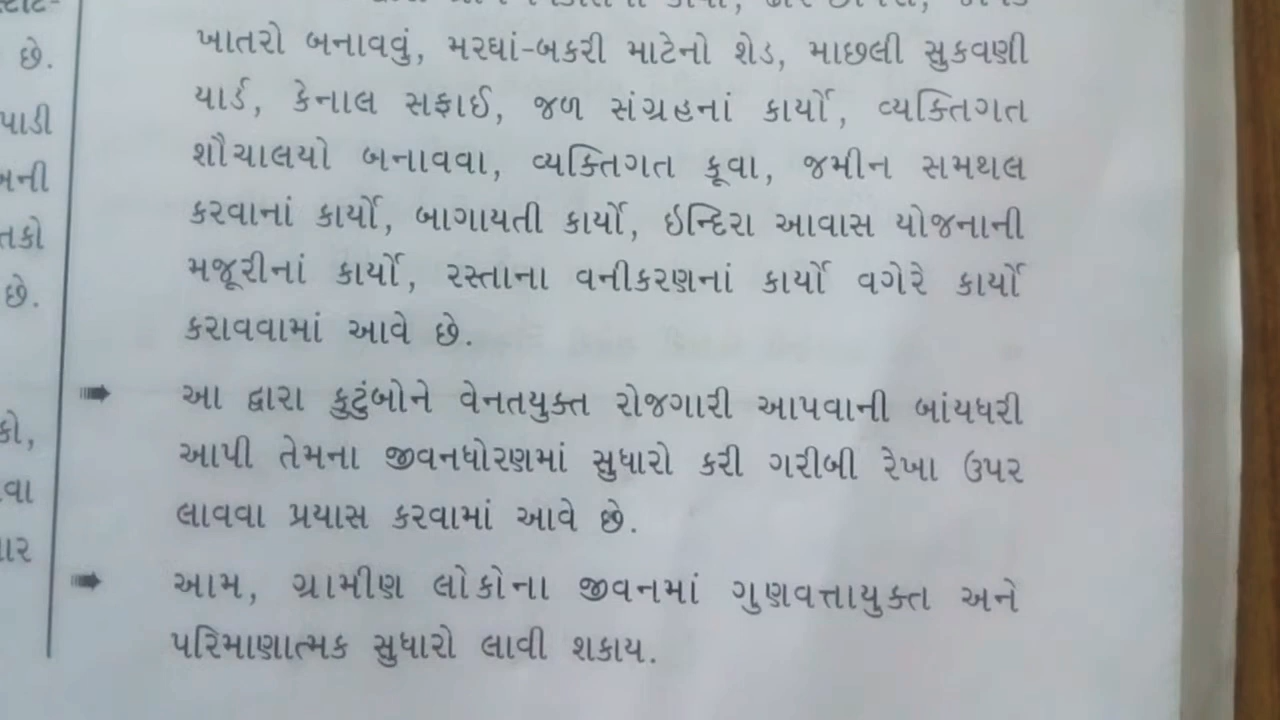 છે.
પાડી
તકો
છે.
ખાતરો બનાવવું, મરઘાં-બકરી માટેનો શેડ, માછલી સુકવણી
યાર્ડ, કેનાલ સફાઈ, જળ સંગ્રહનાં કાર્યો, વ્યક્તિગત
શૌચાલયો બનાવવા, વ્યક્તિગત કૂવા, જમીન સમથલ
કરવાનાં કાર્યો, બાગાયતી કાર્યો, ઇન્દિરા આવાસ યોજનાની
મજૂરીનાં કાર્યો, રસ્તાના વનીકરણનાં કાર્યો વગેરે કાર્યો
કરાવવામાં આવે છે.
➠ આ દ્વારા કુટુંબોને વેનતયુક્ત રોજગારી આપવાની બાંયધરી
આપી તેમના જીવનધોરણમાં સુધારો કરી ગરીબી રેખા ઉપર
લાવવા પ્રયાસ કરવામાં આવે છે.
➠ આમ, ગ્રામીણ લોકોના જીવનમાં ગુણવત્તાયુક્ત અને
પરિમાણાત્મક સુધારો લાવી શકાય.